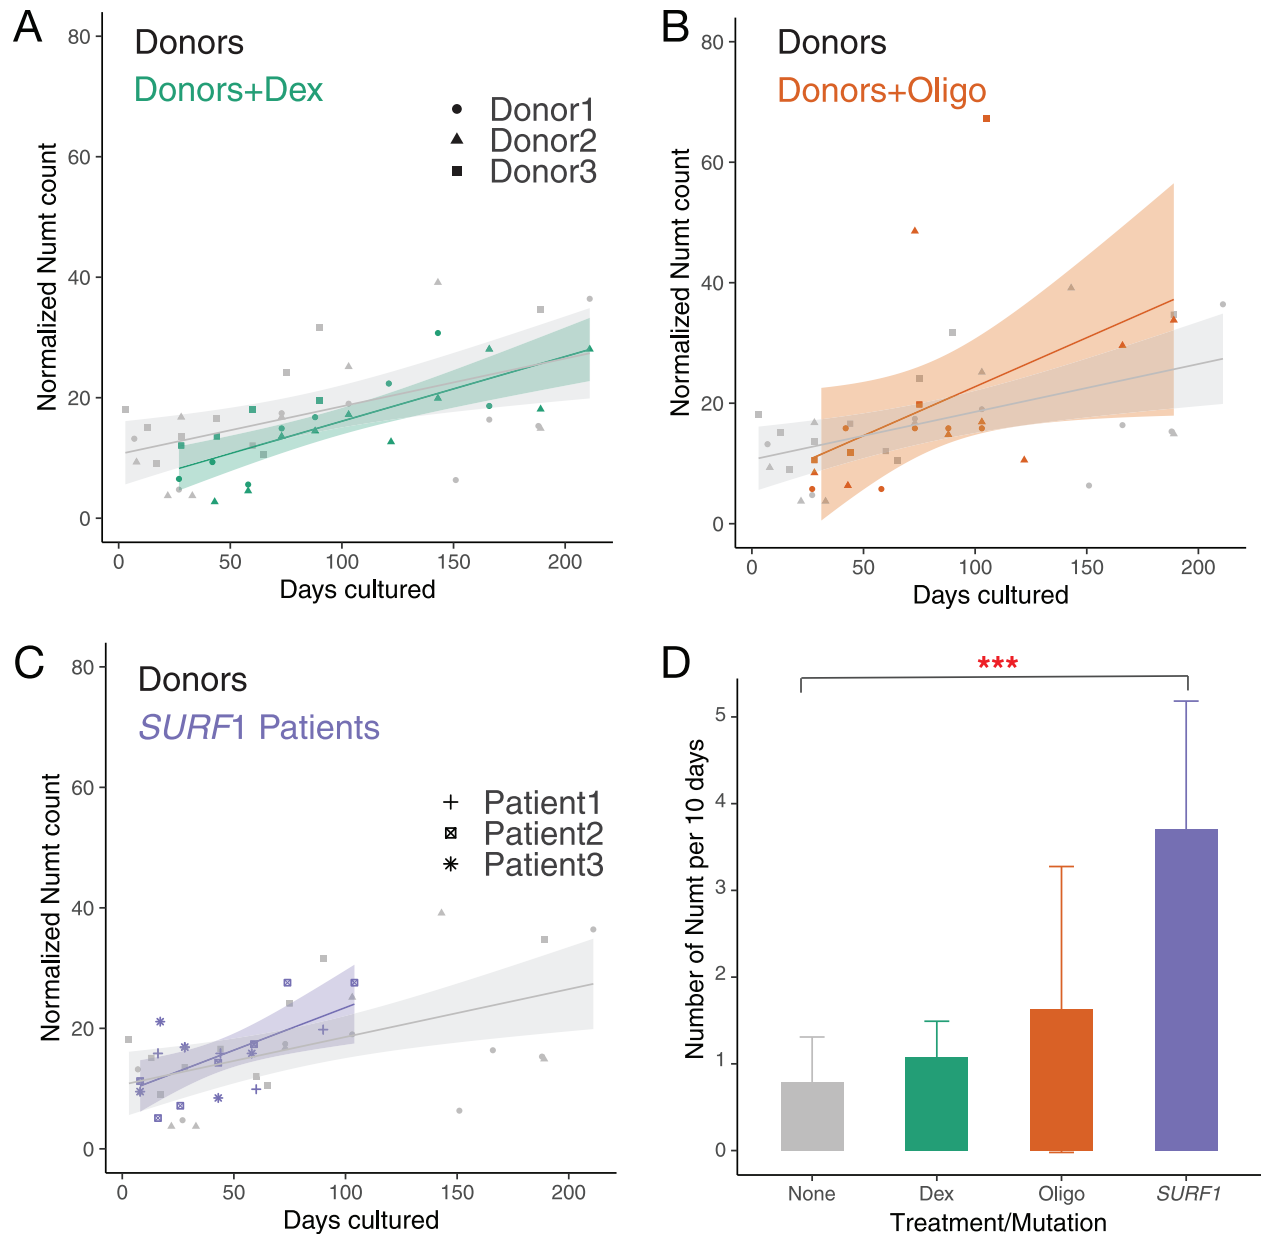 A
Donors
Donors+Dex
Donor1
Donor2
Donor3
Normalized Numt count
80
60
40
20
0
0 50 100 150 200
Days cultured
B
Donors
Donors+Oligo
Normalized Numt count
80
60
40
20
0
0 50 100 150 200
Days cultured
C
Donors
SURF1 Patients
Patient1
Patient2
Patient3
Normalized Numt count
80
60
40
20
0
0 50 100 150 200
Days cultured
D
***
Number of Numt per 10 days
5
4
3
2
1
0
None Dex Oligo SURF1
Treatment/Mutation